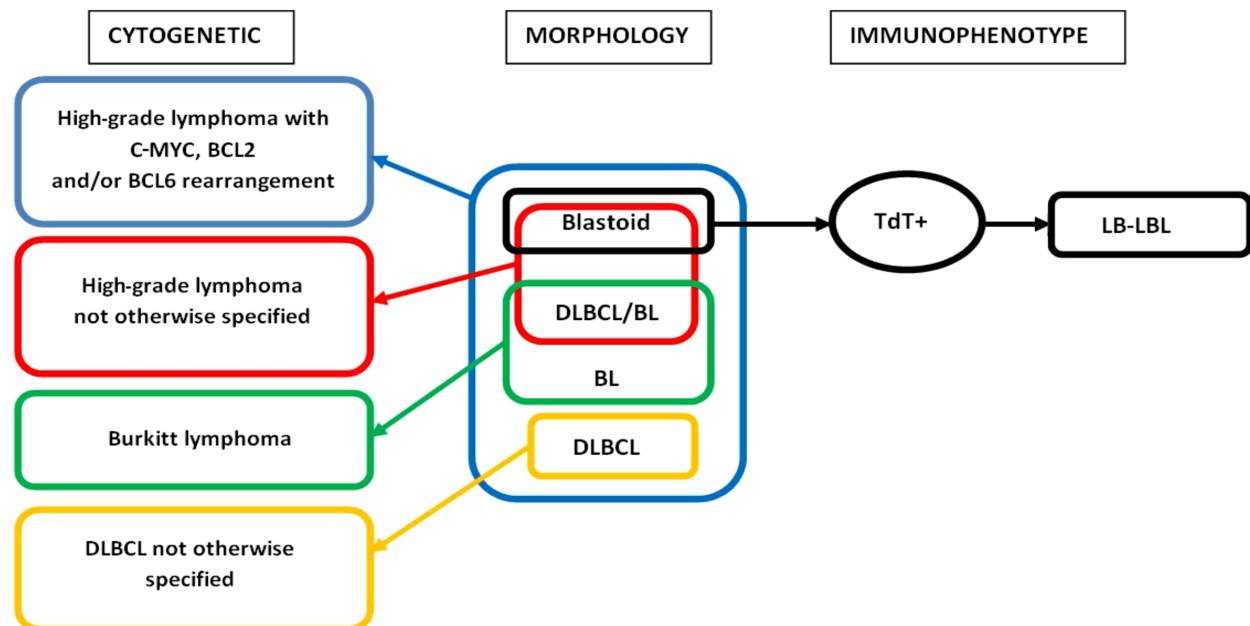 CYTOGENETIC
MORPHOLOGY
IMMUNOPHENOTYPE
High-grade lymphoma with
C-MYC, BCL2
and/or BCL6 rearrangement
High-grade lymphoma
not otherwise specified
Burkitt lymphoma
DLBCL not otherwise
specified
Blastoid
DLBCL/BL
BL
DLBCL
TdT+
LB-LBL